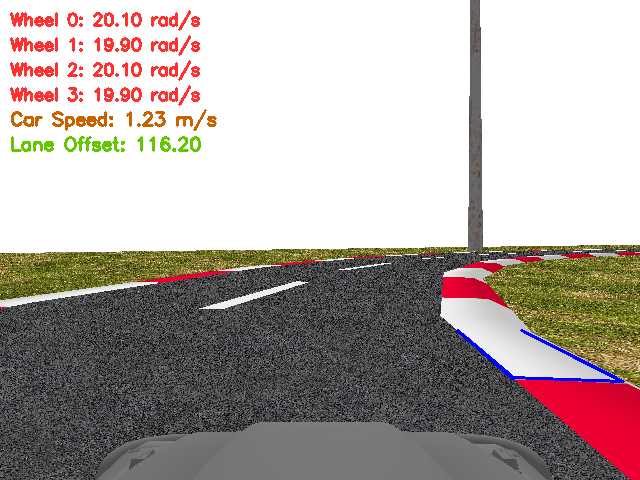 Wheel 0: 20.10 rad/s
Wheel 1: 19.90 rad/s
Wheel 2: 20.10 rad/s
Wheel 3: 19.90 rad/s
Car Speed: 1.23 m/s
Lane Offset: 116.20